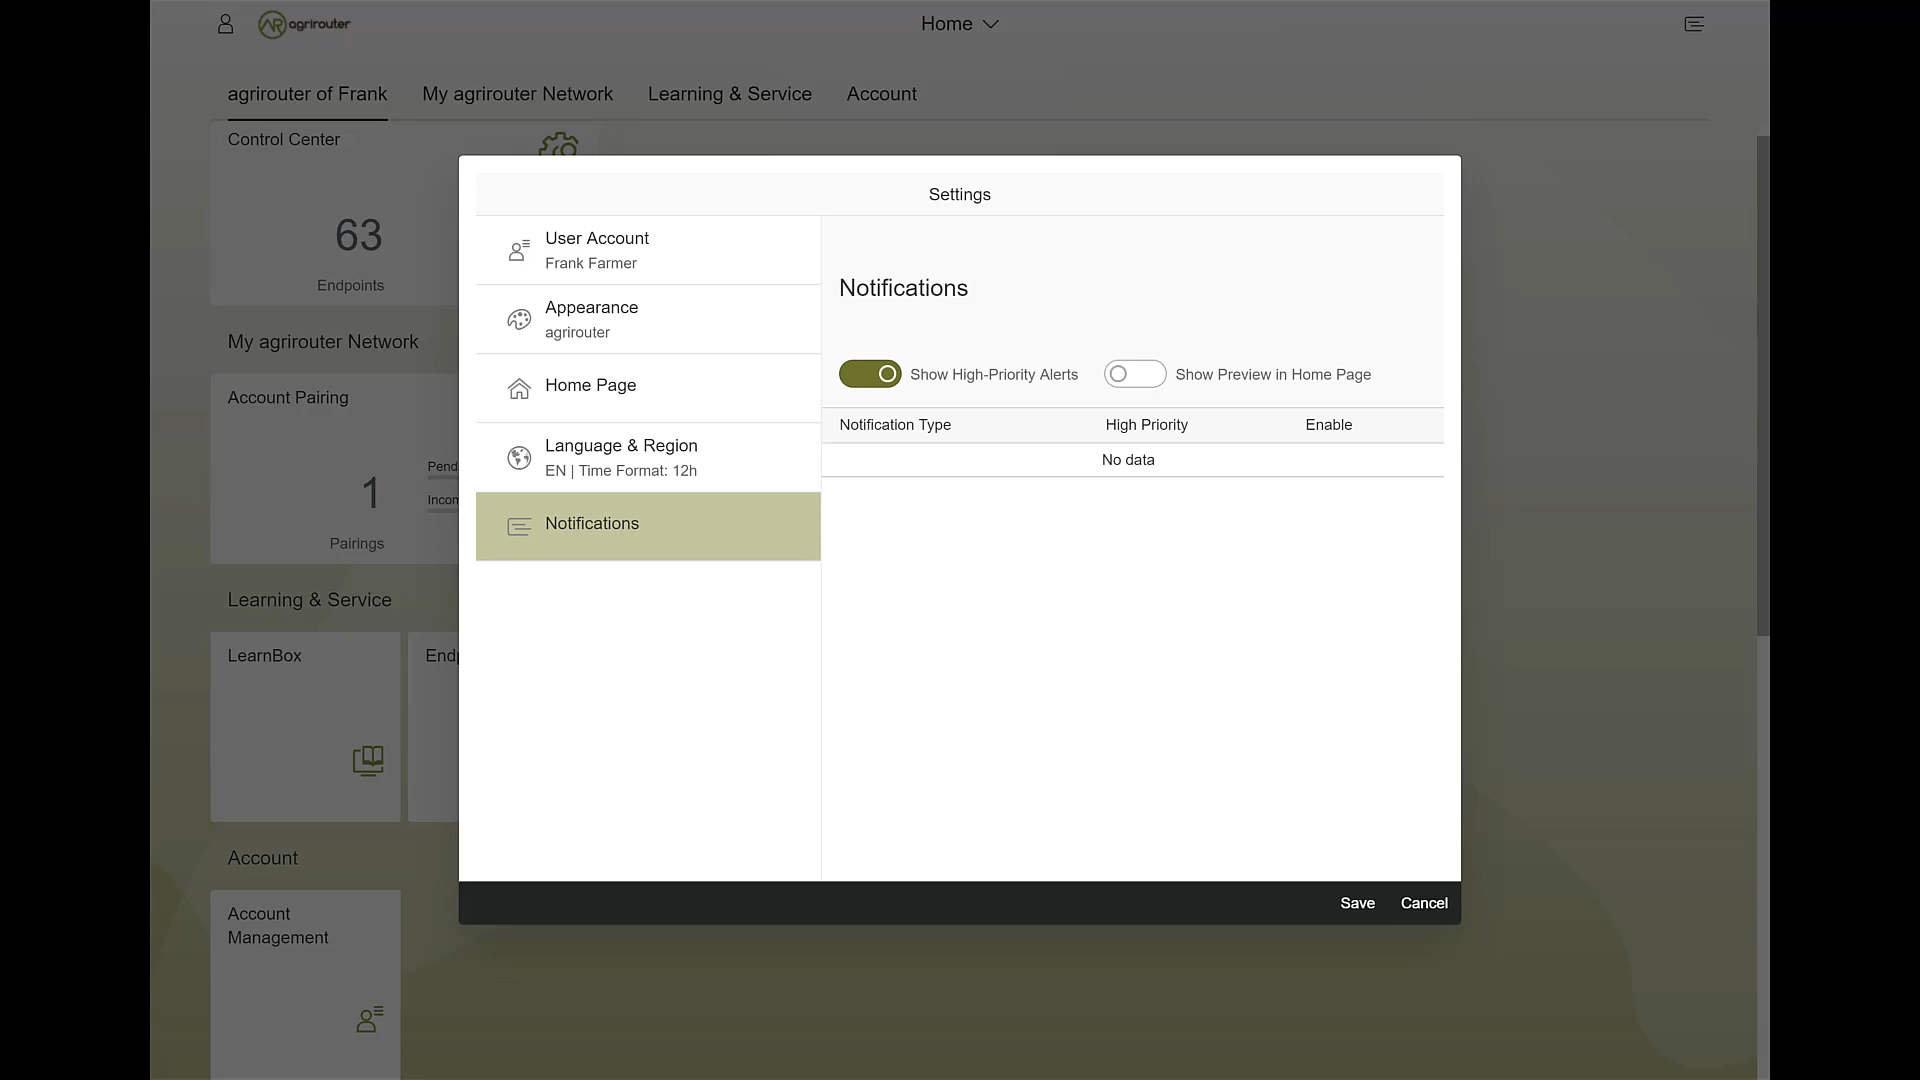 agrirouter
Home
agrirouter of Frank
My agrirouter Network
Learning & Service
Account
Control Center
63
Endpoints
My agrirouter Network
Account Pairing
1
Pairings
Learning & Service
LearnBox
Account
Account
Management
Settings
User Account
Frank Farmer
Appearance
agrirouter
Home Page
Language & Region
EN | Time Format: 12h
Notifications
Notifications
Show High-Priority Alerts
Show Preview in Home Page
Notification Type
High Priority
Enable
No data
Save
Cancel